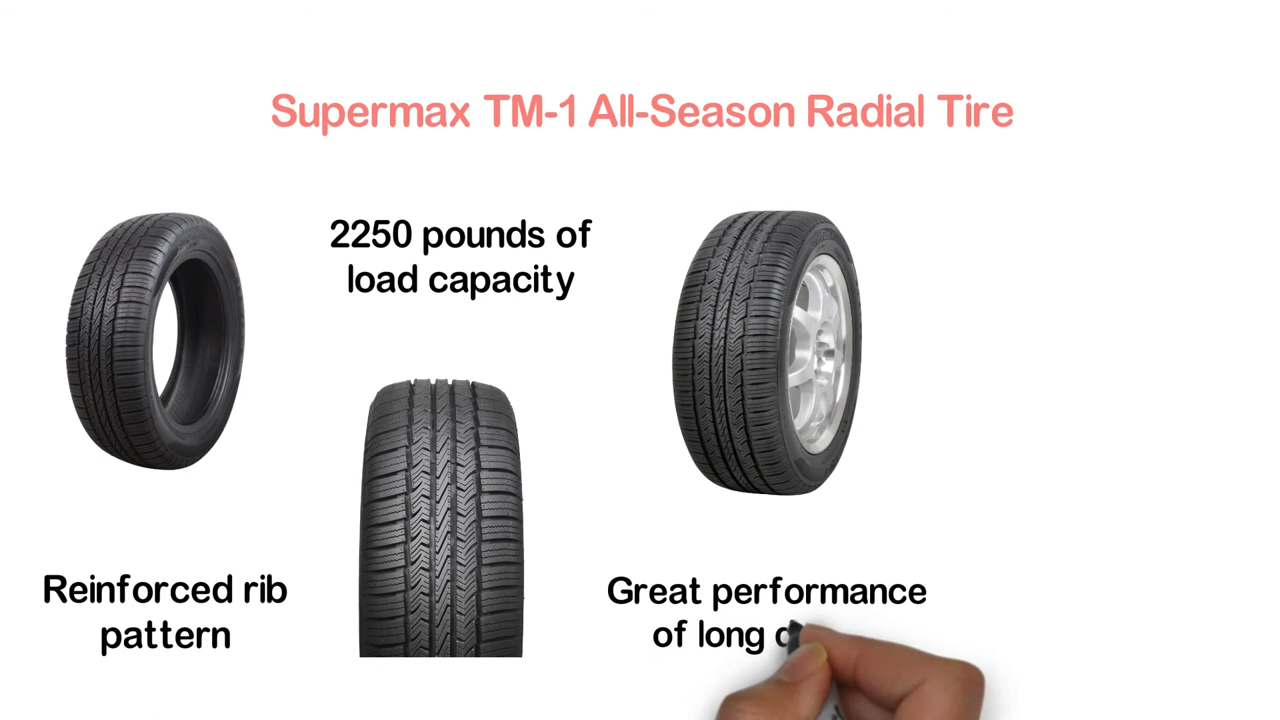 Supermax TM-1 All-Season Radial Tire
2250 pounds of
load capacity
Reinforced rib
pattern
Great performance
of long